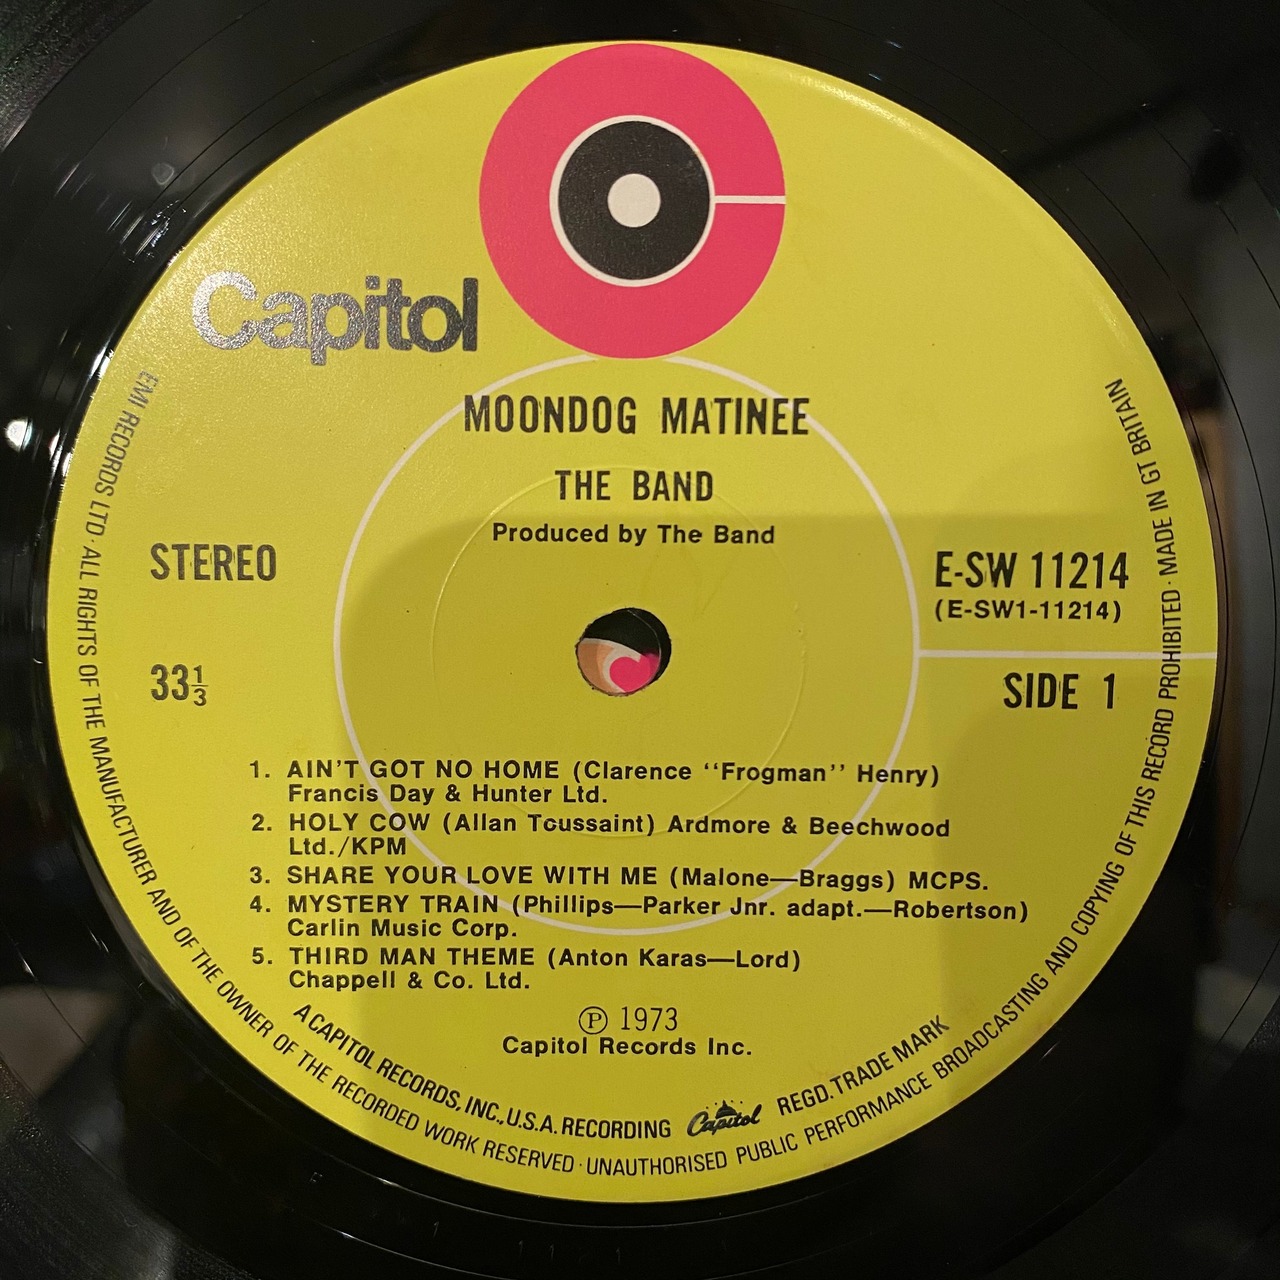 Capitol
MOONDOG MATINEE
THE BAND
Produced by The Band
STEREO
E-SW 11214
(E-SW1-11214)
33⅓
SIDE 1
1. AIN'T GOT NO HOME (Clarence “Frogman” Henry)
Francis Day & Hunter Ltd.
2. HOLY COW (Allan Toussaint) Ardmore & Beechwood
Ltd./KPM
3. SHARE YOUR LOVE WITH ME (Malone—Braggs) MCPS.
4. MYSTERY TRAIN (Phillips—Parker Jnr. adapt.—Robertson)
Carlin Music Corp.
5. THIRD MAN THEME (Anton Karas—Lord)
Chappell & Co. Ltd.
℗ 1973
Capitol Records Inc.
A CAPITOL RECORDS, INC., U.S.A. RECORDING Capitol REGD. TRADE MARK
EMI RECORDS LTD · ALL RIGHTS OF THE MANUFACTURER AND OF THE OWNER OF THE RECORDED WORK RESERVED · UNAUTHORISED PUBLIC PERFORMANCE BROADCASTING AND COPYING OF THIS RECORD PROHIBITED · MADE IN GT BRITAIN